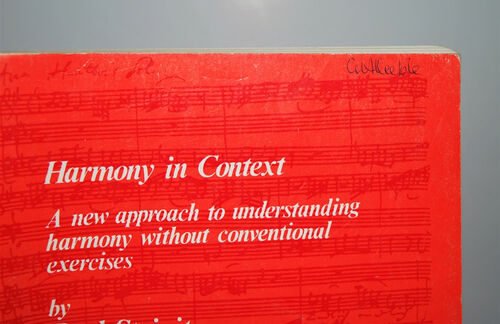 Harmony in Context
A new approach to understanding
harmony without conventional
exercises
by